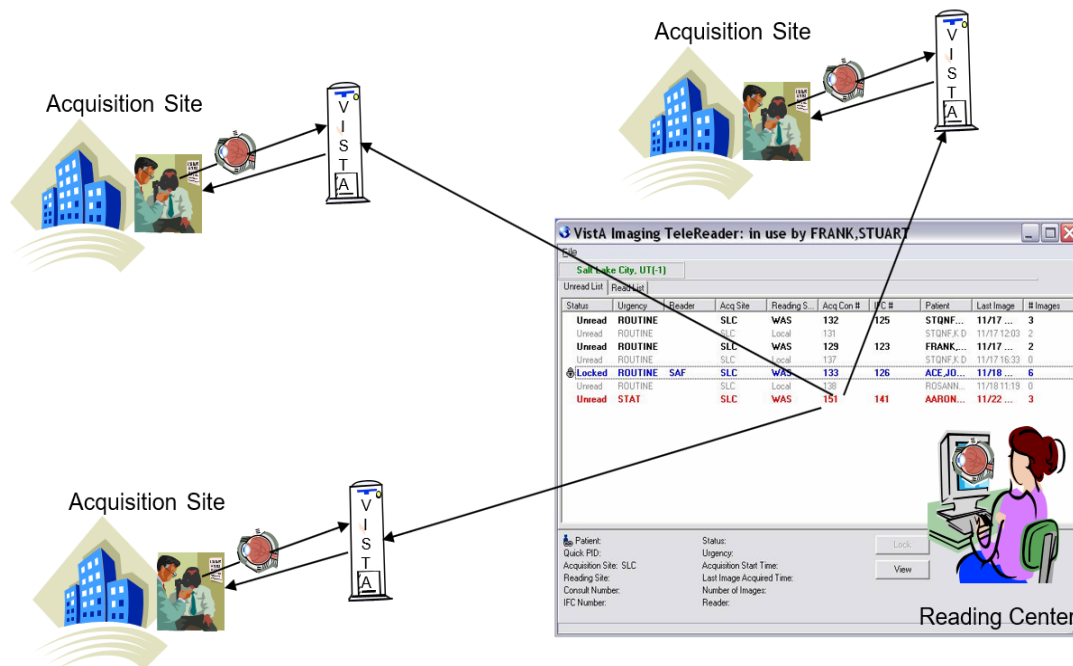 Acquisition Site
V
I
S
T
A
Acquisition Site
V
I
S
T
A
VistA Imaging TeleReader: in use by FRANK,STUART
File
Salt Lake City, UT(-1)
Unread List Read List
Status Urgency Reader Acq Site Reading S... Acq Con # IFC # Patient Last Image # Images
Unread ROUTINE SLC WAS 132 125 STQNF... 11/17 ... 3
Unread ROUTINE SLC Local 131 STQNF,K D 11/17 12:03 2
Unread ROUTINE SLC WAS 129 123 FRANK,... 11/17 ... 2
Unread ROUTINE SLC Local 137 STQNF,K D 11/17 16:33 0
Locked ROUTINE SAF SLC WAS 133 126 ACE,JO... 11/18 ... 6
Unread ROUTINE SLC Local 138 ROSANN... 11/18 11:19 0
Unread STAT SLC WAS 151 141 AARON... 11/22 ... 3
Acquisition Site
V
I
S
T
A
Patient: Status:
Quick PID: Urgency:
Acquisition Site: SLC Acquisition Start Time:
Reading Site: Last Image Acquired Time:
Consult Number: Number of Images:
IFC Number: Reader:
Lock
View
Reading Center